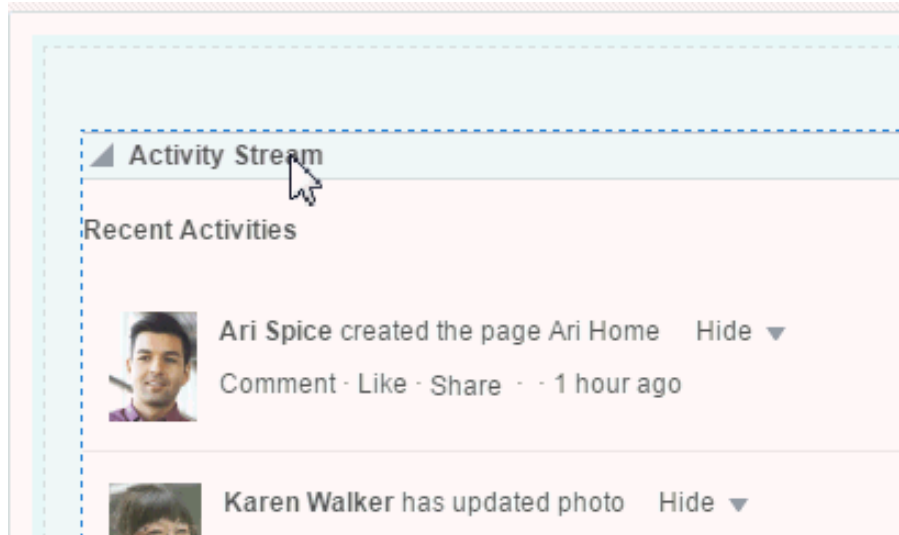 Activity Stream
Recent Activities
Ari Spice created the page Ari Home Hide
Comment · Like · Share · · 1 hour ago
Karen Walker has updated photo Hide